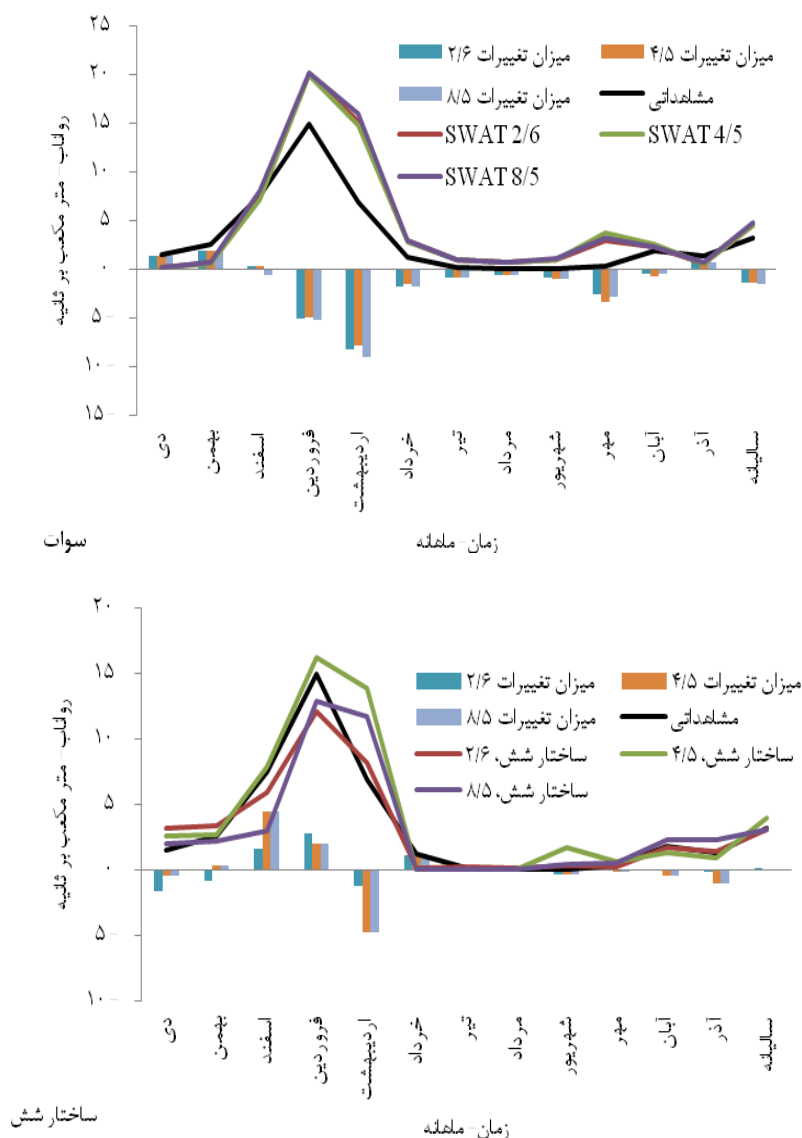 میزان تغییرات ۲/۶
میزان تغییرات ۴/۵
میزان تغییرات ۸/۵
مشاهداتی
SWAT 2/6
SWAT 4/5
SWAT 8/5
رواناب- متر مکعب بر ثانیه
۲۰
۱۵
۱۰
۵
۰
۵-
۱۰-
۱۵-
دی
بهمن
اسفند
فروردین
اردیبهشت
خرداد
تیر
مرداد
شهریور
مهر
آبان
آذر
سالیانه
زمان-ماهانه
سوات
میزان تغییرات ۲/۶
میزان تغییرات ۴/۵
میزان تغییرات ۸/۵
مشاهداتی
ساختار شش، ۲/۶
ساختار شش، ۴/۵
ساختار شش، ۸/۵
رواناب- متر مکعب بر ثانیه
۲۰
۱۵
۱۰
۵
۰
۵-
۱۰-
دی
بهمن
اسفند
فروردین
اردیبهشت
خرداد
تیر
مرداد
شهریور
مهر
آبان
آذر
سالیانه
زمان-ماهانه
ساختار شش